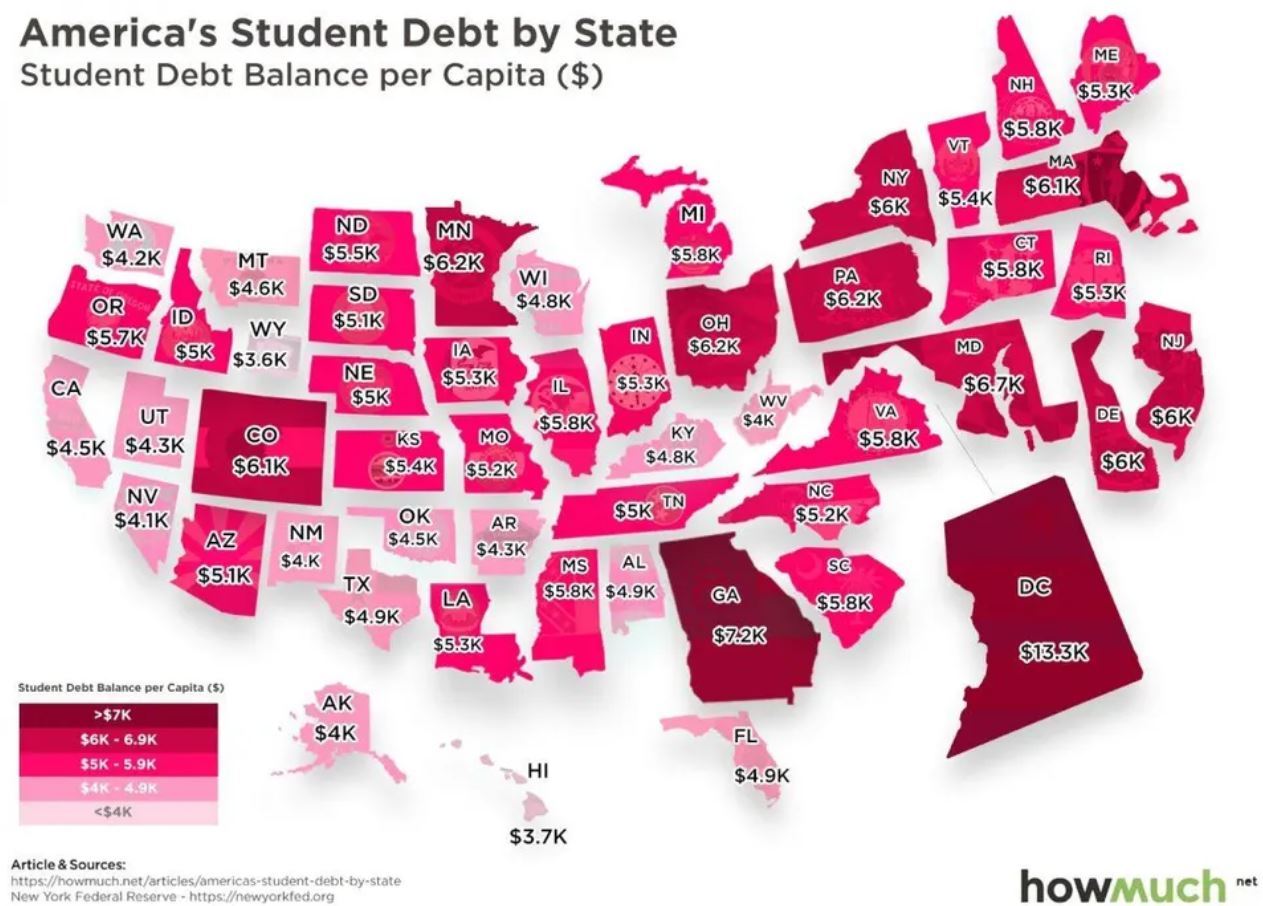 America's Student Debt by State
Student Debt Balance per Capita ($)
ME
$5.3K
NH
$5.8K
VT
$5.4K
MA
$6.1K
NY
$6K
MI
$5.8K
WA
$4.2K
MT
$4.6K
ND
$5.5K
MN
$6.2K
WI
$4.8K
CT
$5.8K
RI
$5.3K
PA
$6.2K
OR
$5.7K
ID
$5K
WY
$3.6K
SD
$5.1K
OH
$6.2K
IN
$5.3K
MD
$6.7K
NJ
$6K
CA
$4.5K
UT
$4.3K
NE
$5K
IA
$5.3K
IL
$5.8K
WV
$4K
VA
$5.8K
DE
$6K
CO
$6.1K
KS
$5.4K
MO
$5.2K
KY
$4.8K
NV
$4.1K
AZ
$5.1K
NM
$4.K
OK
$4.5K
AR
$4.3K
TN
$5K
NC
$5.2K
TX
$4.9K
LA
$5.3K
MS
$5.8K
AL
$4.9K
GA
$7.2K
SC
$5.8K
DC
$13.3K
AK
$4K
HI
$3.7K
FL
$4.9K
Student Debt Balance per Capita ($)
>$7K
$6K - 6.9K
$5K - 5.9K
$4K - 4.9K
<$4K
Article & Sources:
https://howmuch.net/articles/americas-student-debt-by-state
New York Federal Reserve - https://newyorkfed.org
howmuch net